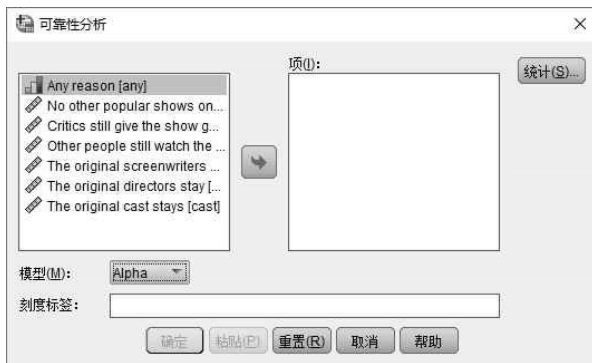 可靠性分析
项(I):
统计(S)...
Any reason [any]
No other popular shows on...
Critics still give the show g...
Other people still watch the ...
The original screenwriters ...
The original directors stay [...
The original cast stays [cast]
模型(M):
Alpha
刻度标签:
确定
粘贴(P)
重置(R)
取消
帮助